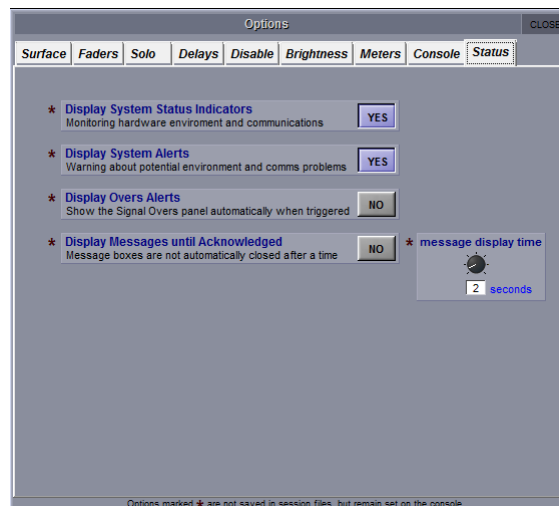 Options
CLOSE
Surface Faders Solo Delays Disable Brightness Meters Console Status
* Display System Status Indicators
Monitoring hardware enviroment and communications
YES
* Display System Alerts
Warning about potential environment and comms problems
YES
* Display Overs Alerts
Show the Signal Overs panel automatically when triggered
NO
* Display Messages until Acknowledged
Message boxes are not automatically closed after a time
NO
* message display time
2 seconds
Options marked * are not saved in session files, but remain set on the console